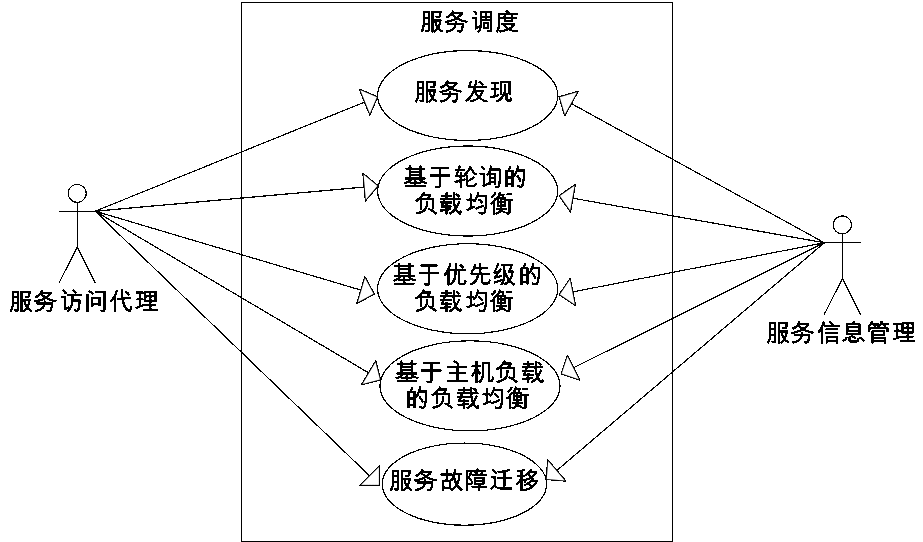 服务调度
服务发现
基于轮询的
负载均衡
基于优先级的
负载均衡
服务访问代理
服务信息管理
基于主机负载
的负载均衡
服务故障迁移